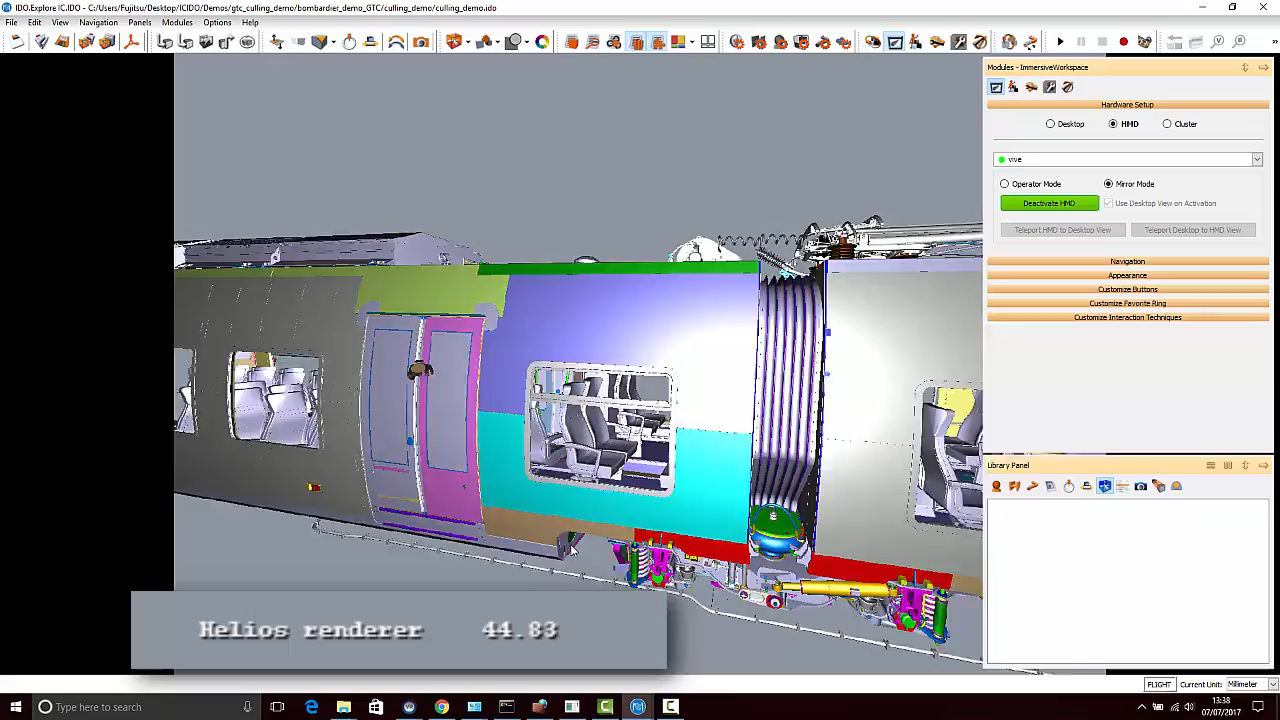 IDO.Explore IC.IDO - C:/Users/Fujitsu/Desktop/ICIDO/Demos/gtc_culling_demo/bombardier_demo_GTC/culling_demo/culling_demo.ido
File Edit View Navigation Panels Modules Options Help
Modules - ImmersiveWorkspace
Hardware Setup
Desktop HMD Cluster
vive
Operator Mode Mirror Mode
Deactivate HMD Use Desktop View on Activation
Teleport HMD to Desktop View Teleport Desktop to HMD View
Navigation
Appearance
Customize Buttons
Customize Favorite Ring
Customize Interaction Techniques
Library Panel
Helios renderer 44.83
FLIGHT Current Unit: Millimeter
Type here to search
13:38
07/07/2017